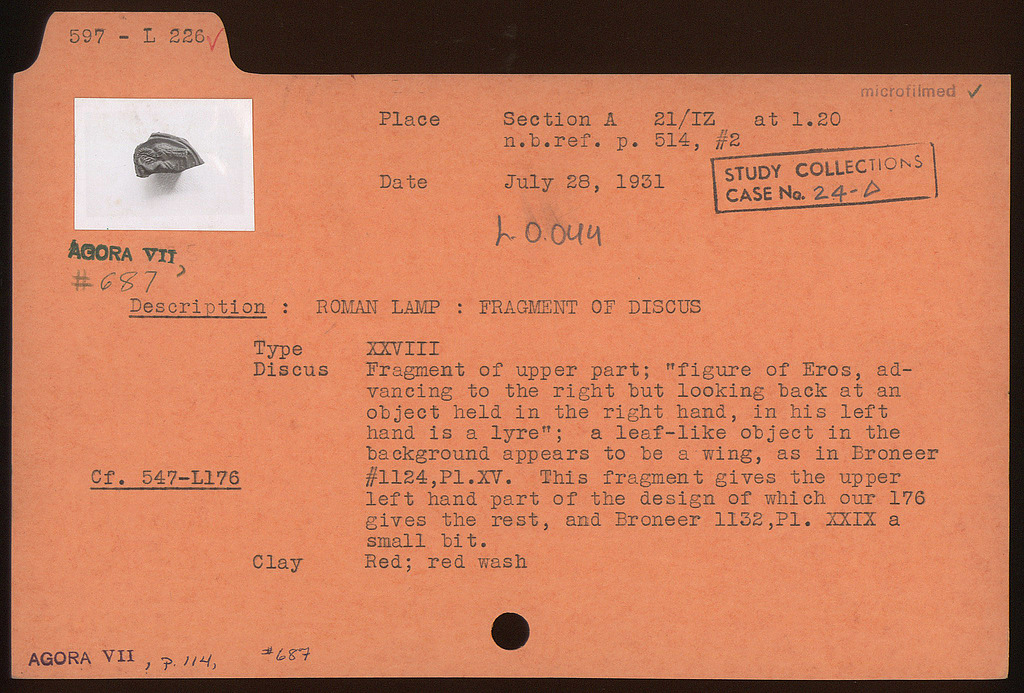 597 - L 226 ✓
microfilmed ✓
Place Section A 21/IZ at 1.20
n.b.ref. p. 514, #2
Date July 28, 1931
STUDY COLLECTIONS
CASE No. 24-Δ
L 0.044
AGORA VII,
#687
Description : ROMAN LAMP : FRAGMENT OF DISCUS
Type XXVIII
Discus Fragment of upper part; "figure of Eros, ad-
vancing to the right but looking back at an
object held in the right hand, in his left
hand is a lyre"; a leaf-like object in the
background appears to be a wing, as in Broneer
Cf. 547-L176 #1124,Pl.XV. This fragment gives the upper
left hand part of the design of which our 176
gives the rest, and Broneer 1132,Pl. XXIX a
small bit.
Clay Red; red wash
AGORA VII, p. 114, #687